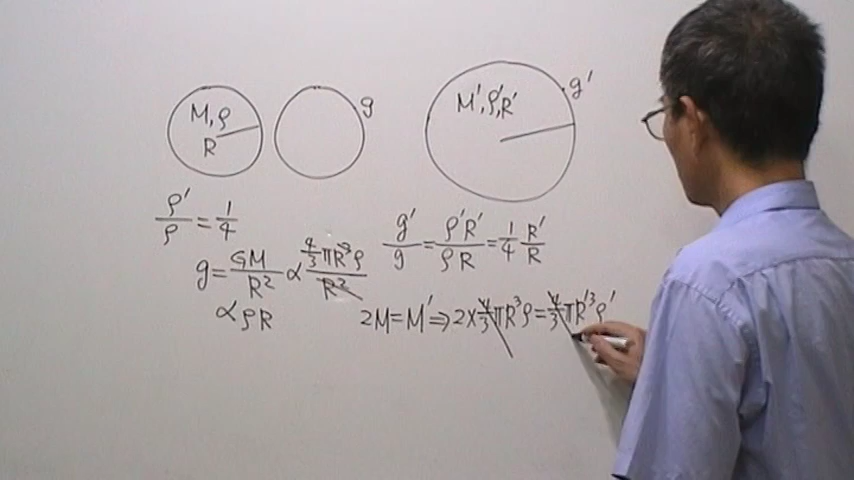 M, ρ
R
g
M', ρ', R'
g'
ρ'/ρ = 1/4
g = GM/R² ∝ 4/3 πR³ρ/R²
∝ ρR
g'/g = ρ'R'/ρR = 1/4 R'/R
2M = M' ⇒ 2 × 4/3 πR³ρ = 4/3 πR'³ρ'